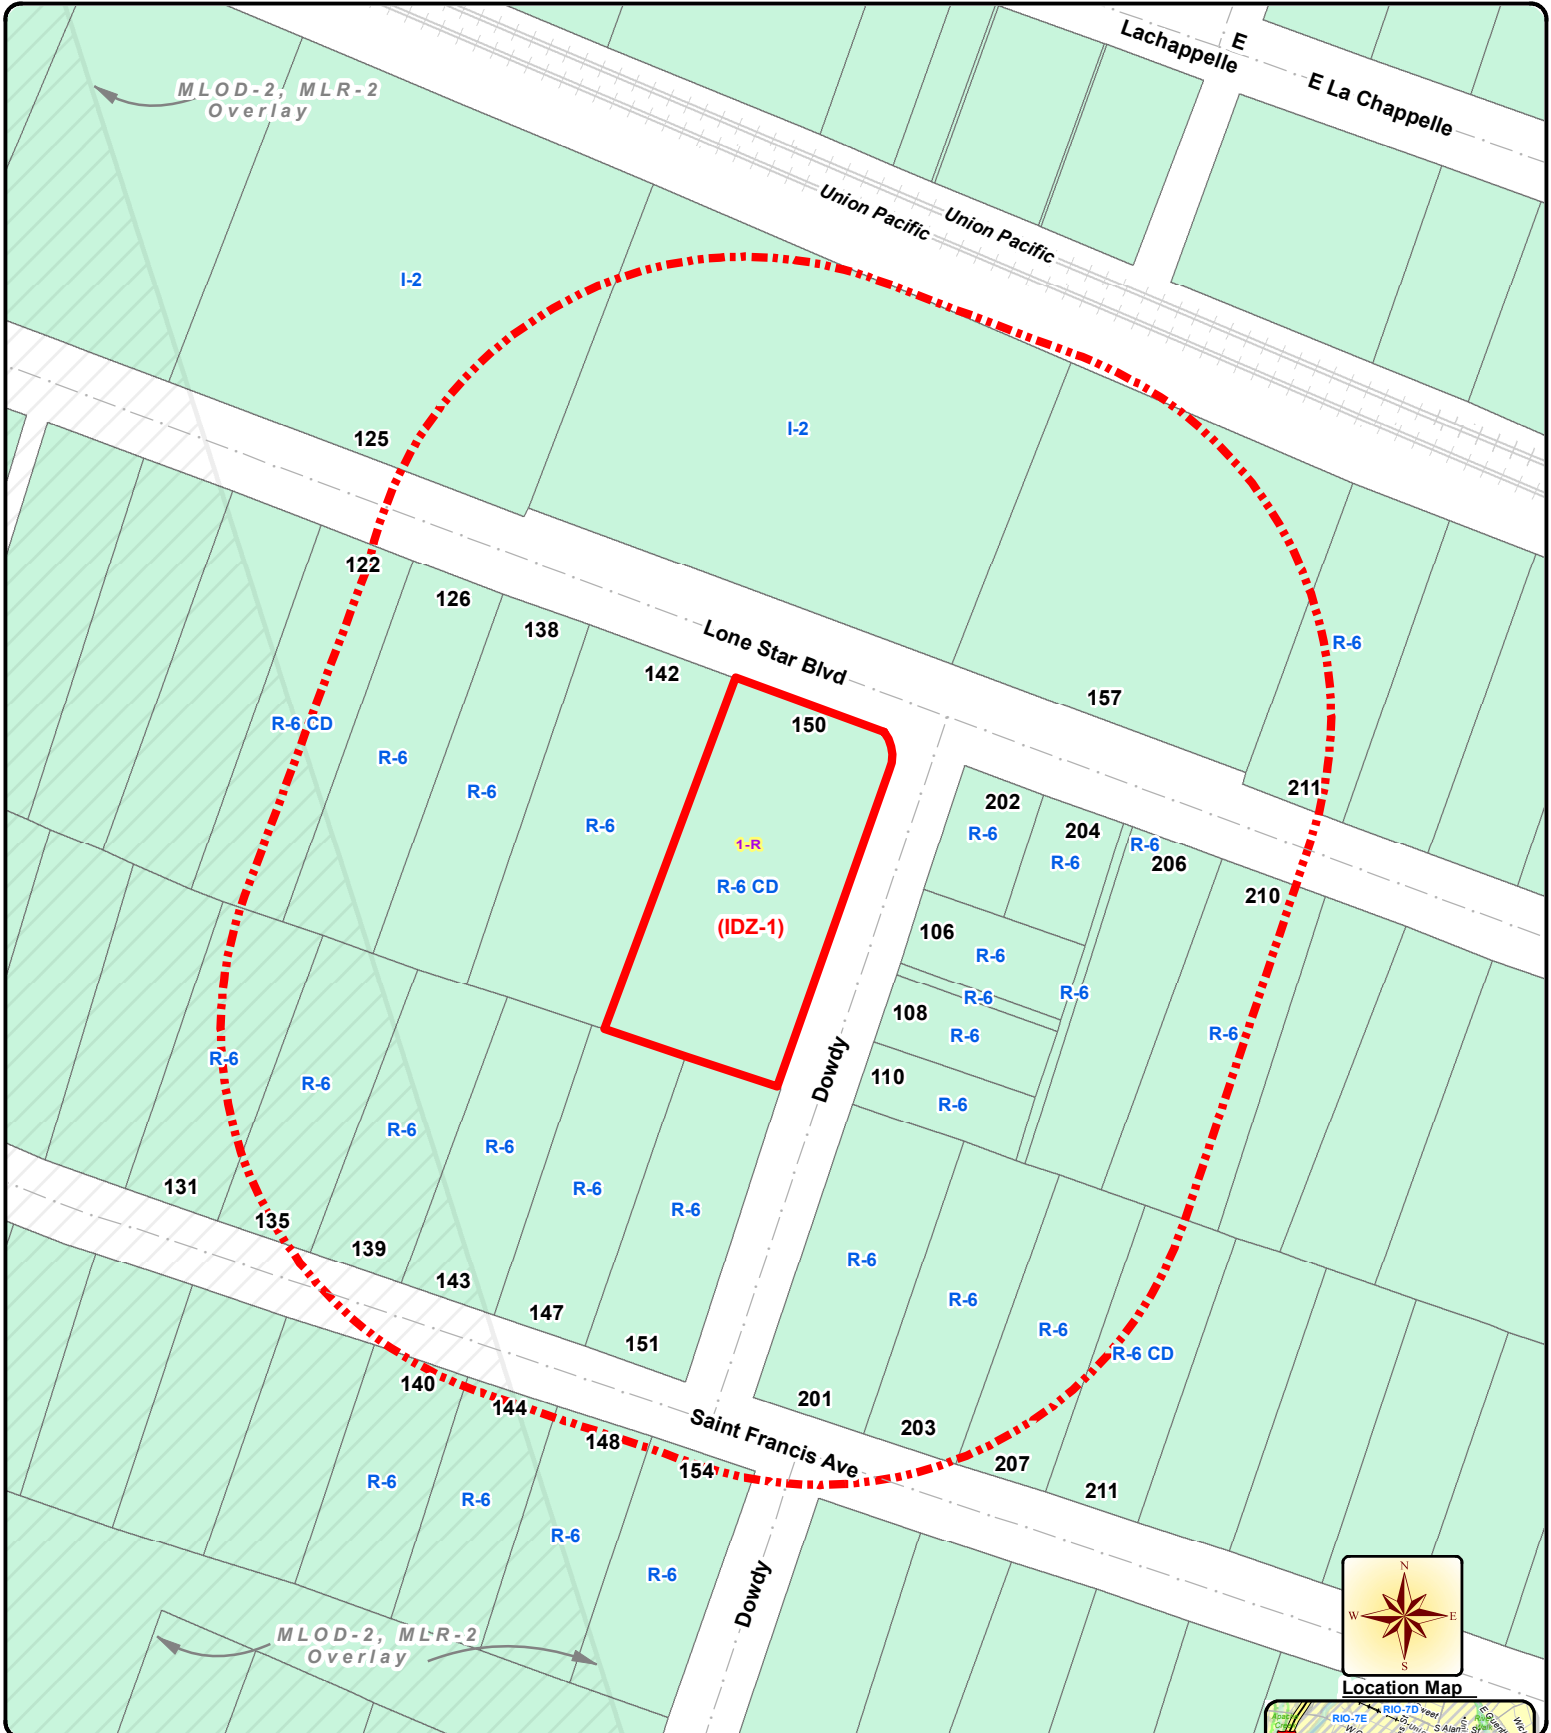 E
Lachappelle
E La Chappelle
MLOD-2, MLR-2
Overlay
Union Pacific
Union Pacific
I-2
I-2
125
122
126
138
142
Lone Star Blvd
150
157
R-6
211
R-6 CD
R-6
R-6
R-6
1-R
R-6 CD
(IDZ-1)
202
R-6
204
R-6
R-6
206
210
106
R-6
R-6
R-6
108
R-6
R-6
110
R-6
Dowdy
R-6
R-6
R-6
R-6
R-6
R-6
131
135
139
143
147
151
R-6
R-6
R-6
R-6 CD
201
203
207
211
140
144
148
154
Saint Francis Ave
R-6
R-6
R-6
R-6
Dowdy
MLOD-2, MLR-2
Overlay
N
W
E
S
Location Map
RIO-7D
RIO-7E